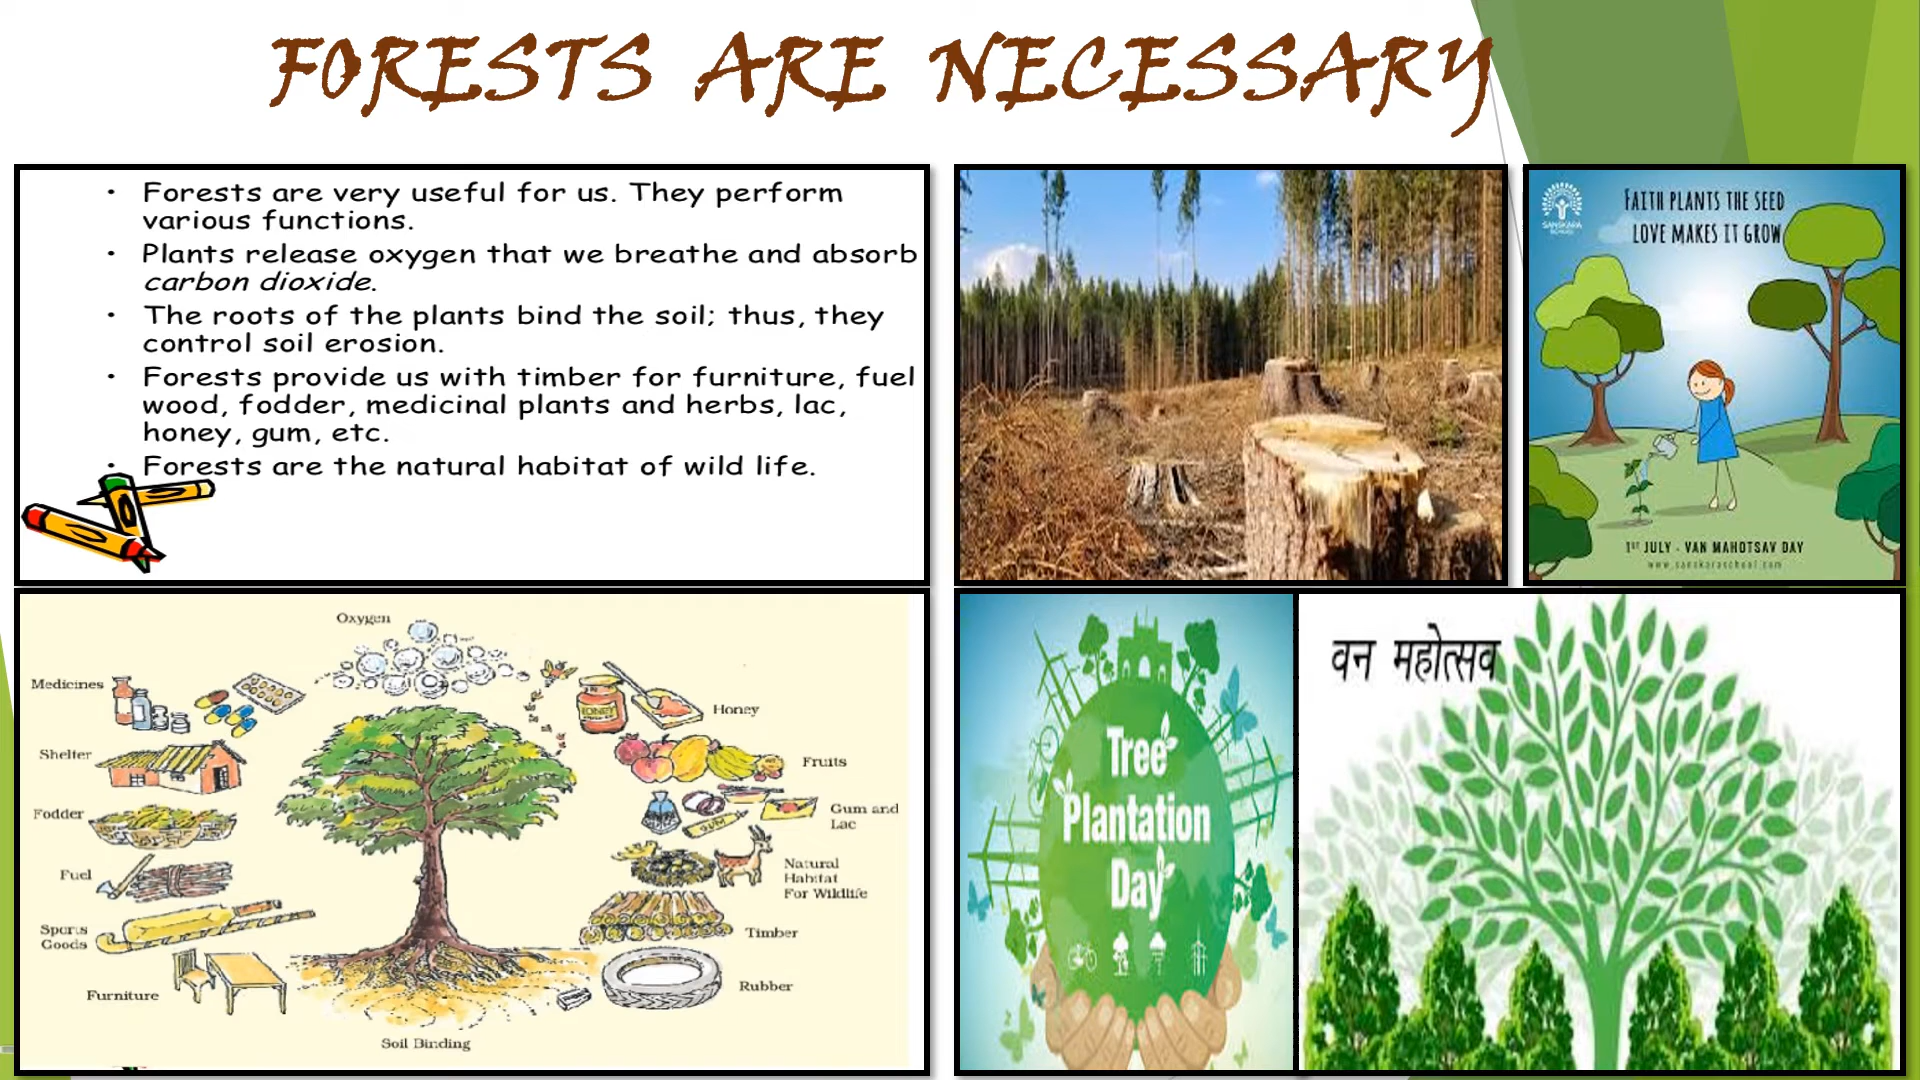 FORESTS ARE NECESSARY
• Forests are very useful for us. They perform
various functions.
• Plants release oxygen that we breathe and absorb
carbon dioxide.
• The roots of the plants bind the soil; thus, they
control soil erosion.
• Forests provide us with timber for furniture, fuel
wood, fodder, medicinal plants and herbs, lac,
honey, gum, etc.
• Forests are the natural habitat of wild life.
SANSKARA
FAITH PLANTS THE SEED
LOVE MAKES IT GROW
1ST JULY - VAN MAHOTSAV DAY
www.sanskaraschool.com
Oxygen
Medicines
Shelter
Fodder
Fuel
Sports
Goods
Furniture
HONEY
Honey
Fruits
GUM
Gum and
Lac
Natural
Habitat
For Wildlife
Timber
Rubber
Soil Binding
Tree
Plantation
Day
वन महोत्सव